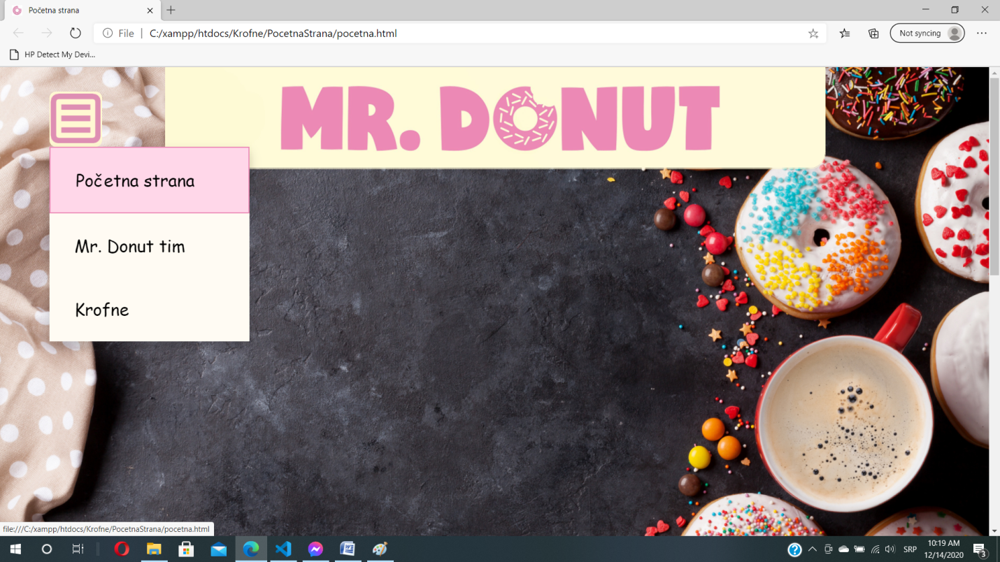 Početna strana
File | C:/xampp/htdocs/Krofne/PocetnaStrana/pocetna.html
Not syncing
HP Detect My Devi...
MR. DONUT
Početna strana
Mr. Donut tim
Krofne
file:///C:/xampp/htdocs/Krofne/PocetnaStrana/pocetna.html
SRP
10:19 AM
12/14/2020
3